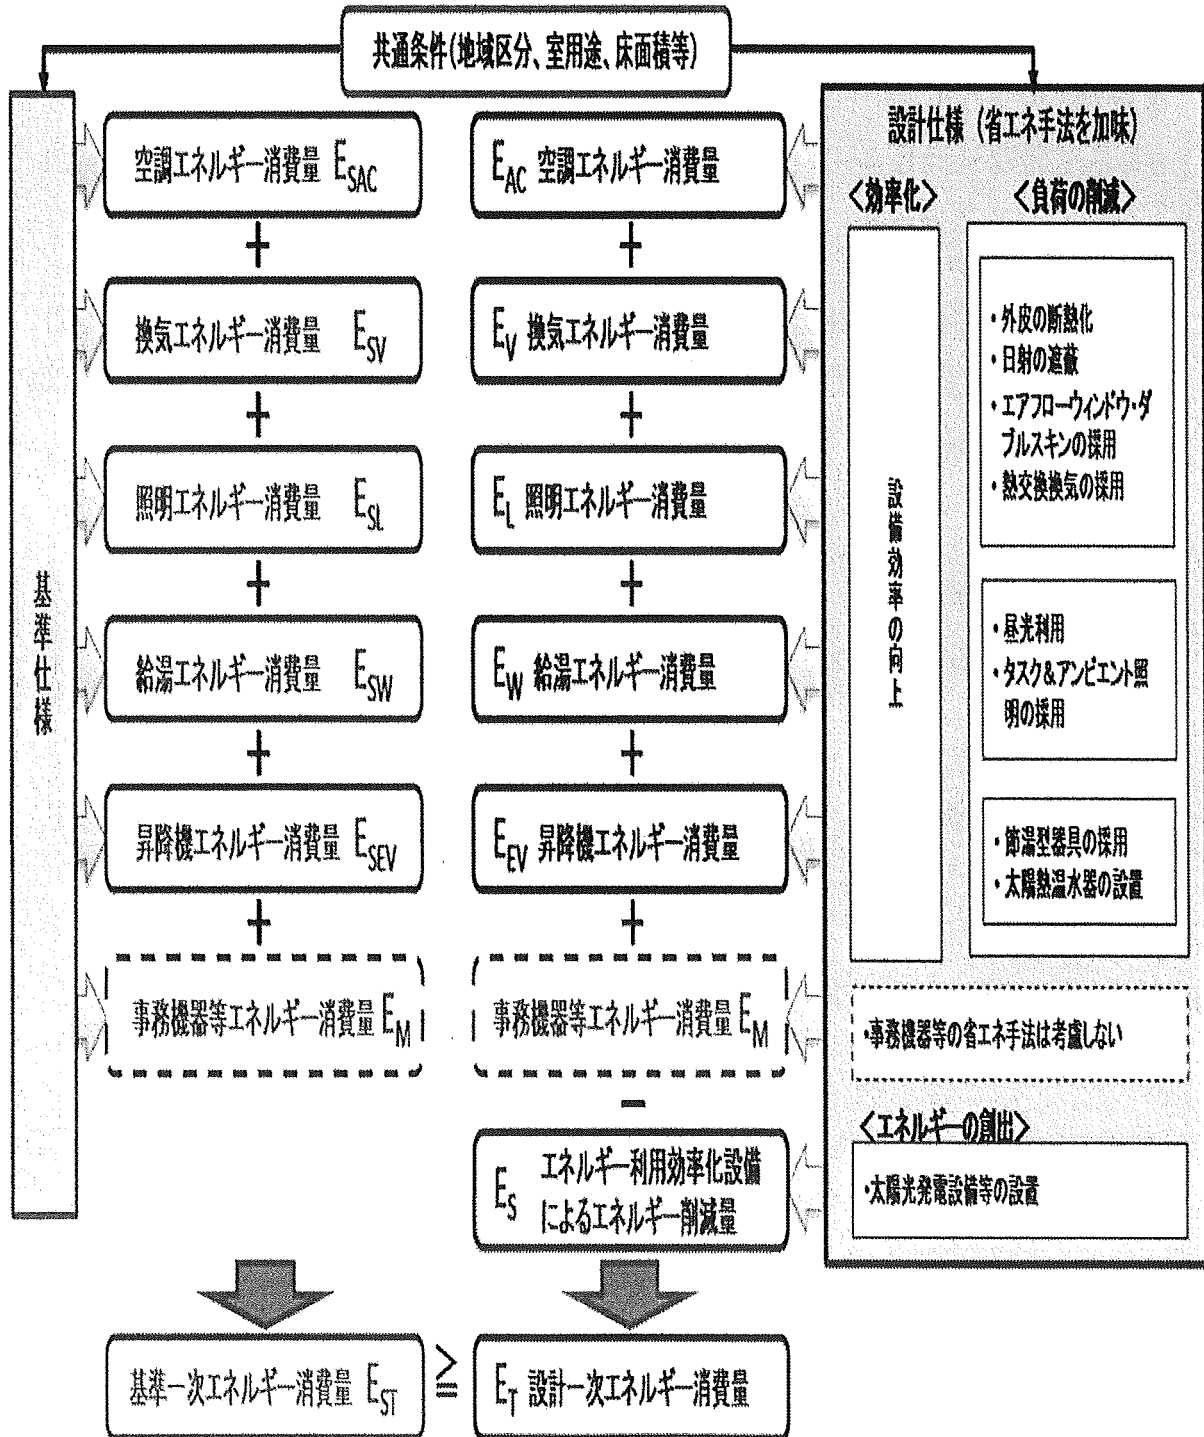 共通条件(地域区分、室用途、床面積等)
基準仕様
空調エネルギー消費量 E_SAC
+
換気エネルギー消費量 E_SV
+
照明エネルギー消費量 E_SL
+
給湯エネルギー消費量 E_SW
+
昇降機エネルギー消費量 E_SEV
+
事務機器等エネルギー消費量 E_M
E_AC 空調エネルギー消費量
+
E_V 換気エネルギー消費量
+
E_L 照明エネルギー消費量
+
E_W 給湯エネルギー消費量
+
E_EV 昇降機エネルギー消費量
+
事務機器等エネルギー消費量 E_M
−
E_S エネルギー利用効率化設備
によるエネルギー削減量
設計仕様(省エネ手法を加味)
<効率化>
設備効率の向上
<負荷の削減>
・外皮の断熱化
・日射の遮蔽
・エアフローウィンドウ・ダ
ブルスキンの採用
・熱交換換気の採用
・昼光利用
・タスク&アンビエント照
明の採用
・節湯型器具の採用
・太陽熱温水器の設置
・事務機器等の省エネ手法は考慮しない
<エネルギーの創出>
・太陽光発電設備等の設置
基準一次エネルギー消費量 E_ST ≧ E_T 設計一次エネルギー消費量